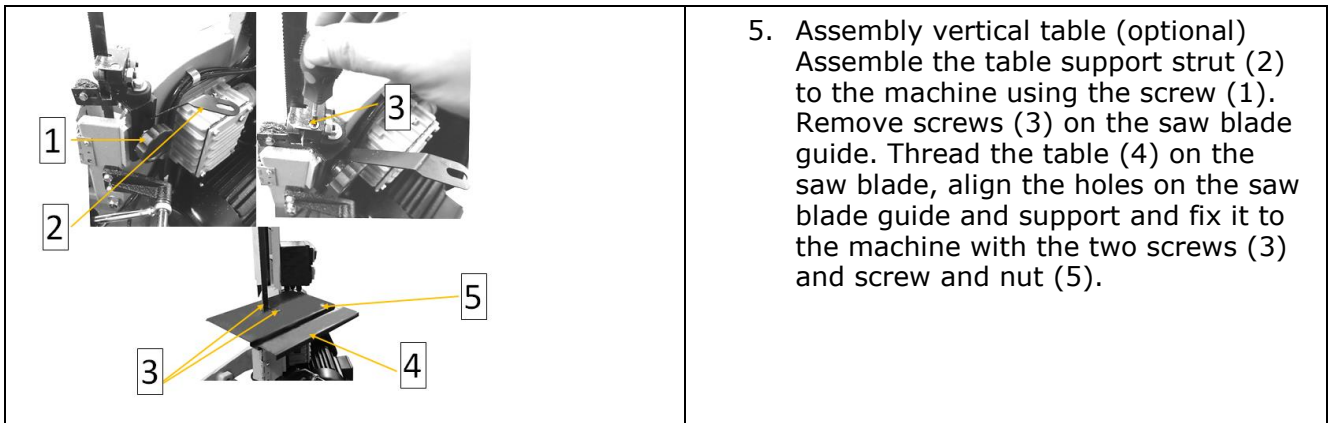 1
2
3
3
4
5
5. Assembly vertical table (optional)
Assemble the table support strut (2)
to the machine using the screw (1).
Remove screws (3) on the saw blade
guide. Thread the table (4) on the
saw blade, align the holes on the saw
blade guide and support and fix it to
the machine with the two screws (3)
and screw and nut (5).